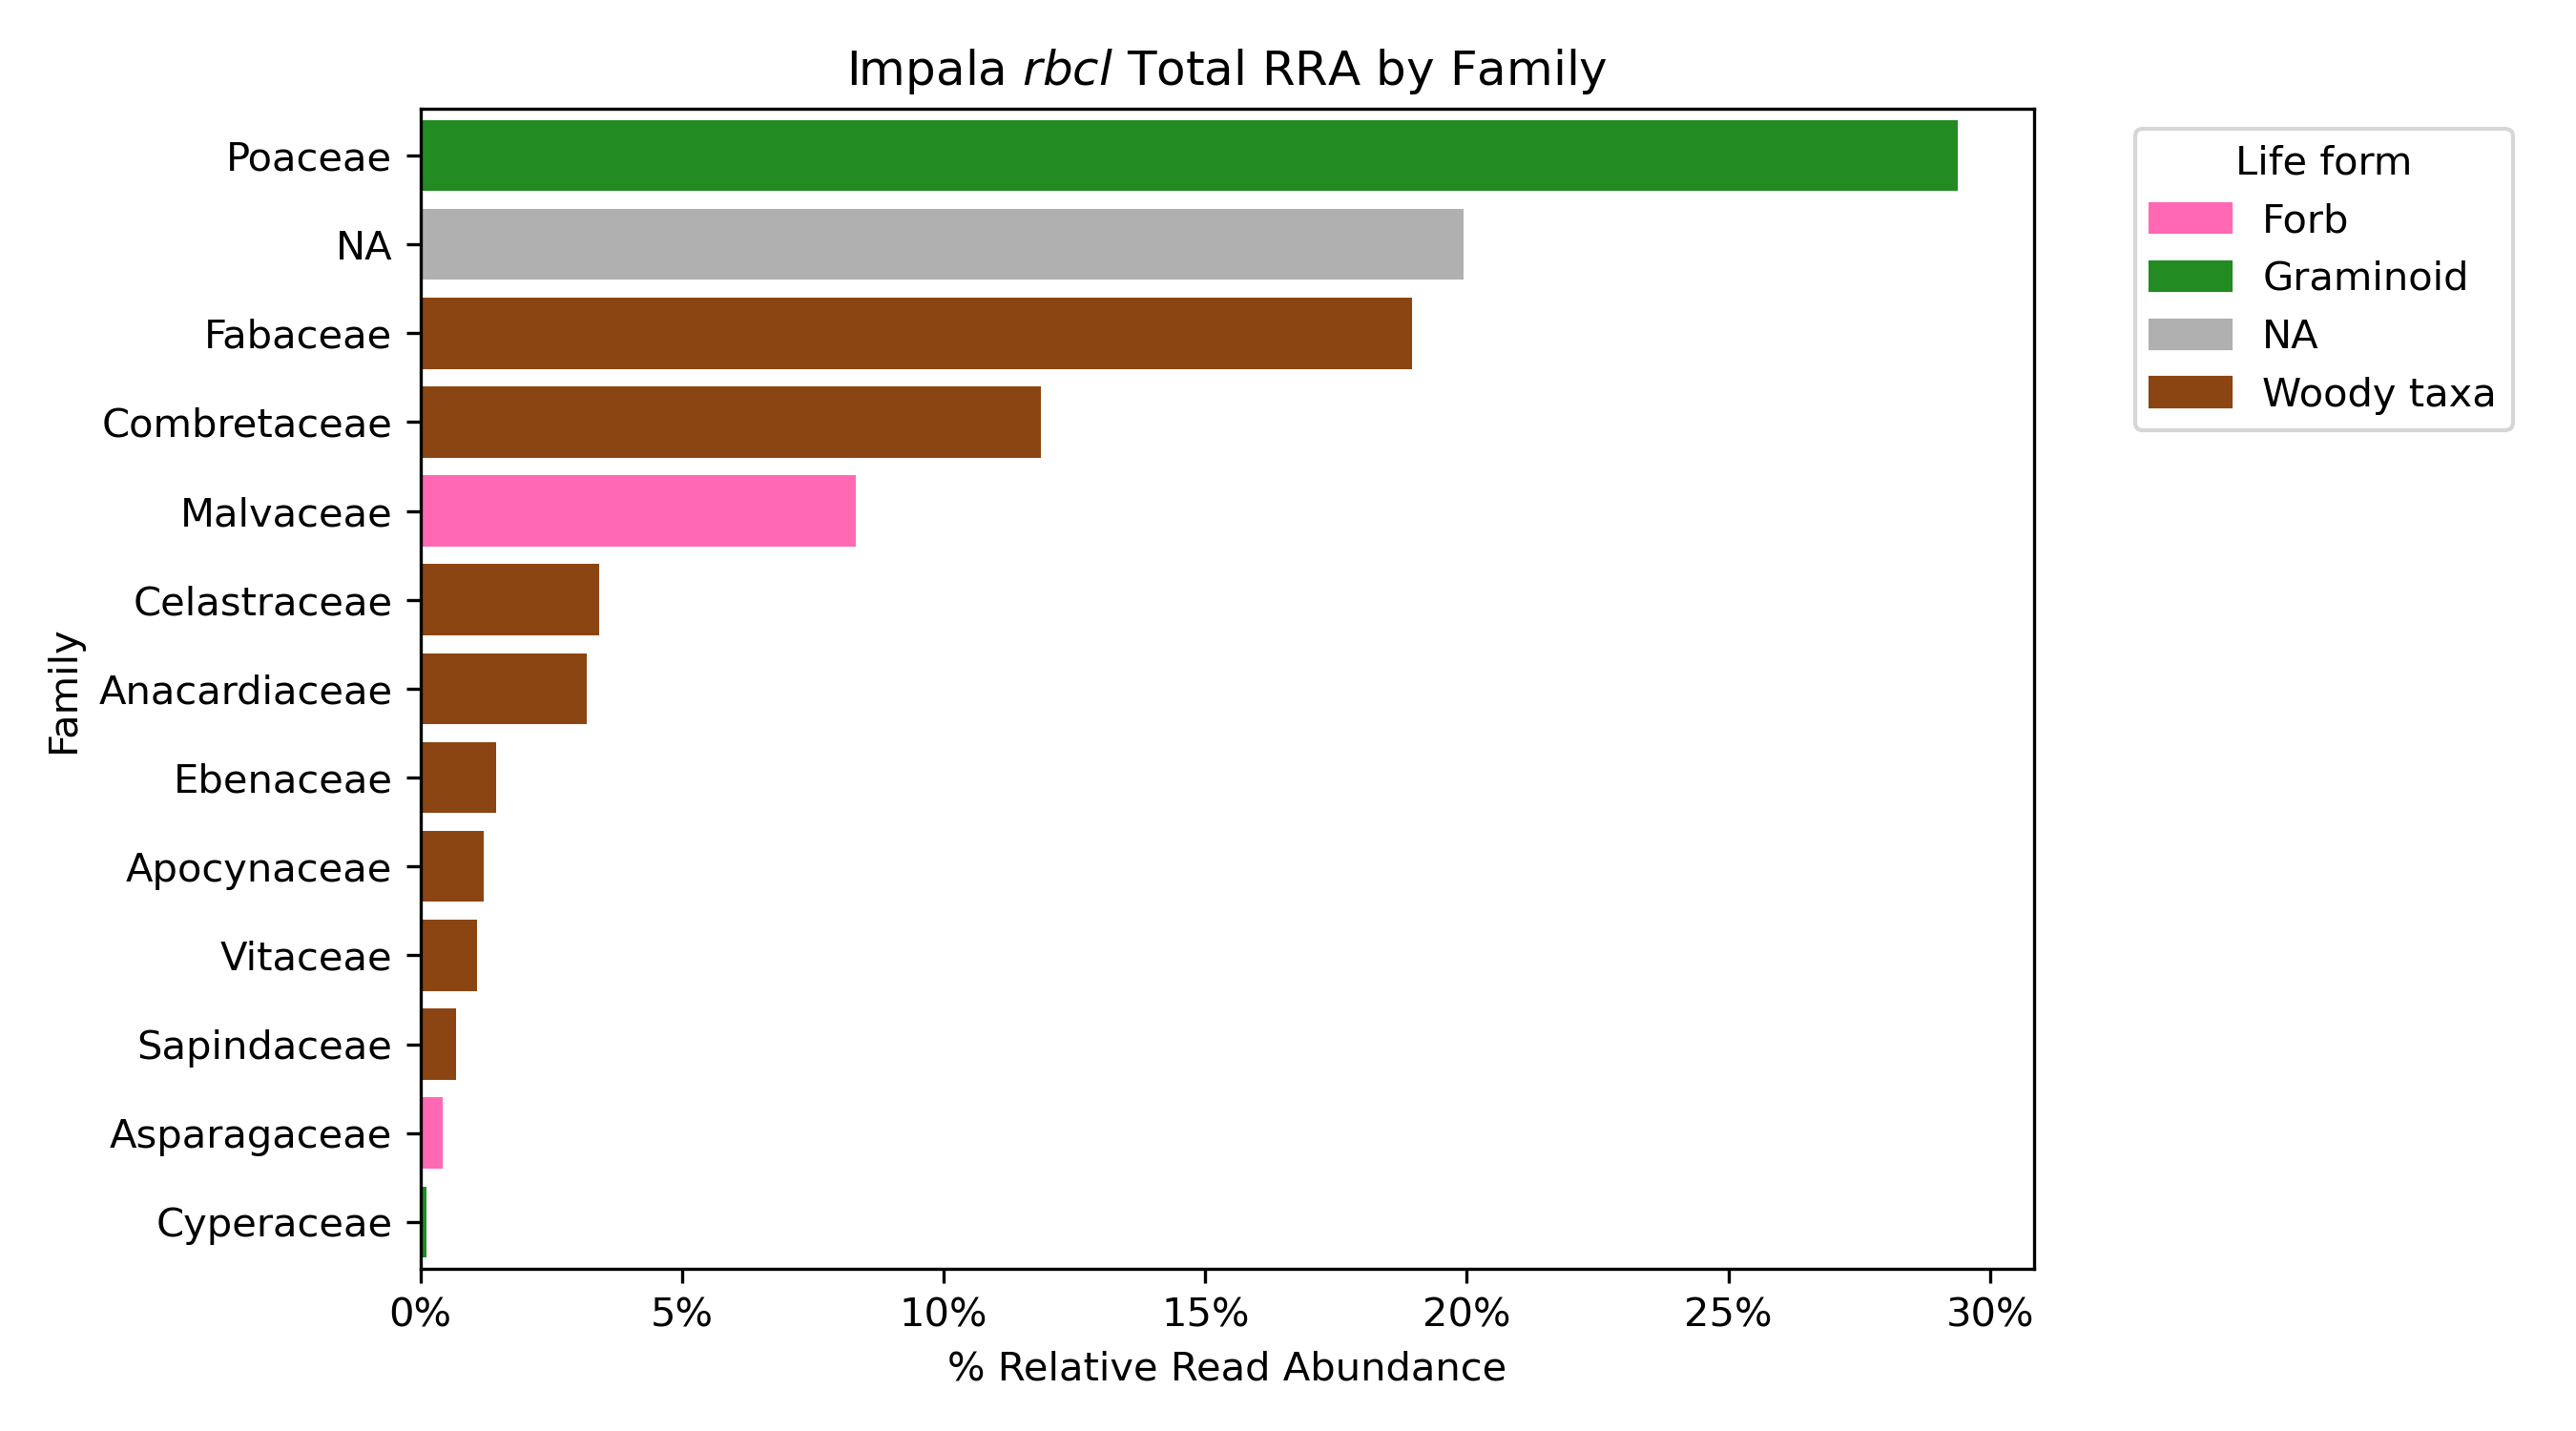 Impala rbcl Total RRA by Family
Poaceae
NA
Fabaceae
Combretaceae
Malvaceae
Celastraceae
Anacardiaceae
Ebenaceae
Apocynaceae
Vitaceae
Sapindaceae
Asparagaceae
Cyperaceae
Family
0% 5% 10% 15% 20% 25% 30%
% Relative Read Abundance
Life form
Forb
Graminoid
NA
Woody taxa